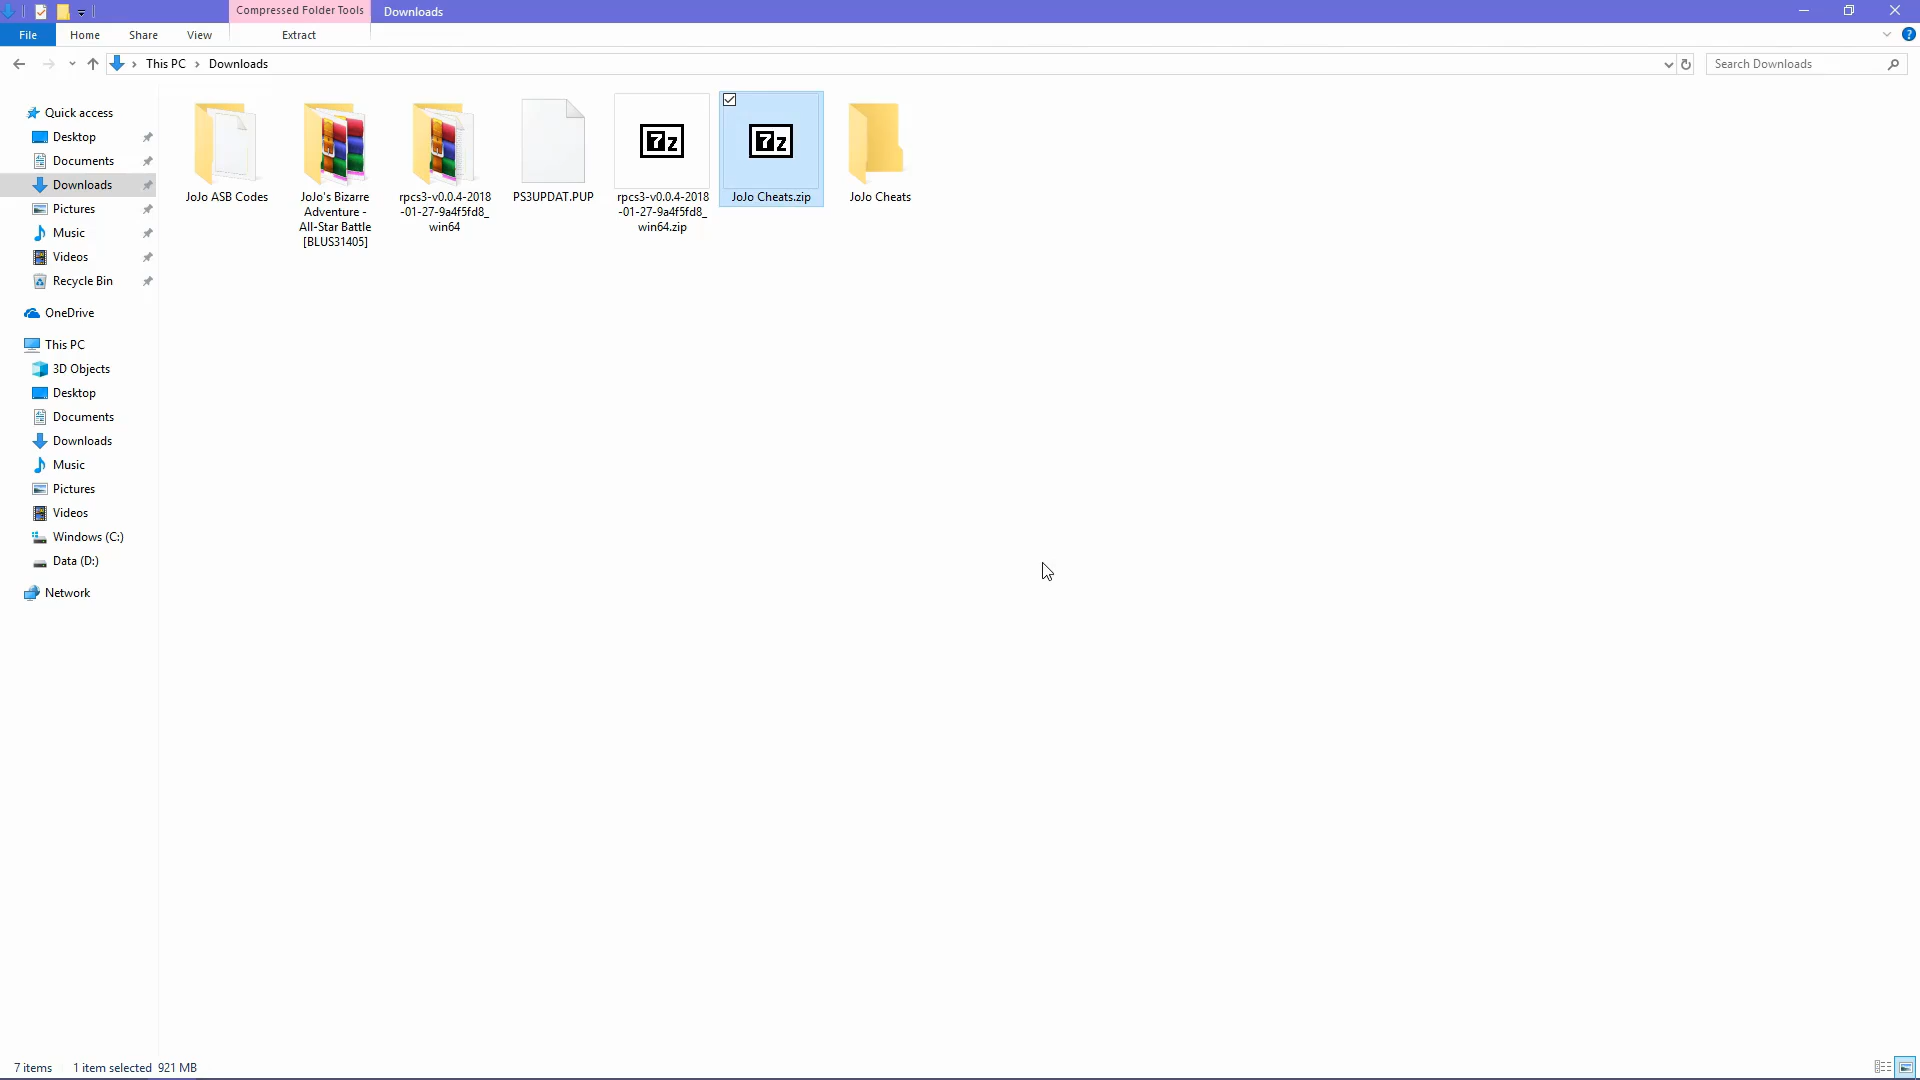 Compressed Folder Tools
Downloads
File
Home
Share
View
Extract
This PC
Downloads
Search Downloads
Quick access
Desktop
Documents
Downloads
Pictures
Music
Videos
Recycle Bin
OneDrive
This PC
3D Objects
Desktop
Documents
Downloads
Music
Pictures
Videos
Windows (C:)
Data (D:)
Network
JoJo ASB Codes
JoJo's Bizarre
Adventure -
All-Star Battle
[BLUS31405]
rpcs3-v0.0.4-2018
-01-27-9a4f5fd8_
win64
PS3UPDAT.PUP
7z
rpcs3-v0.0.4-2018
-01-27-9a4f5fd8_
win64.zip
7z
JoJo Cheats.zip
JoJo Cheats
7 items
1 item selected 921 MB